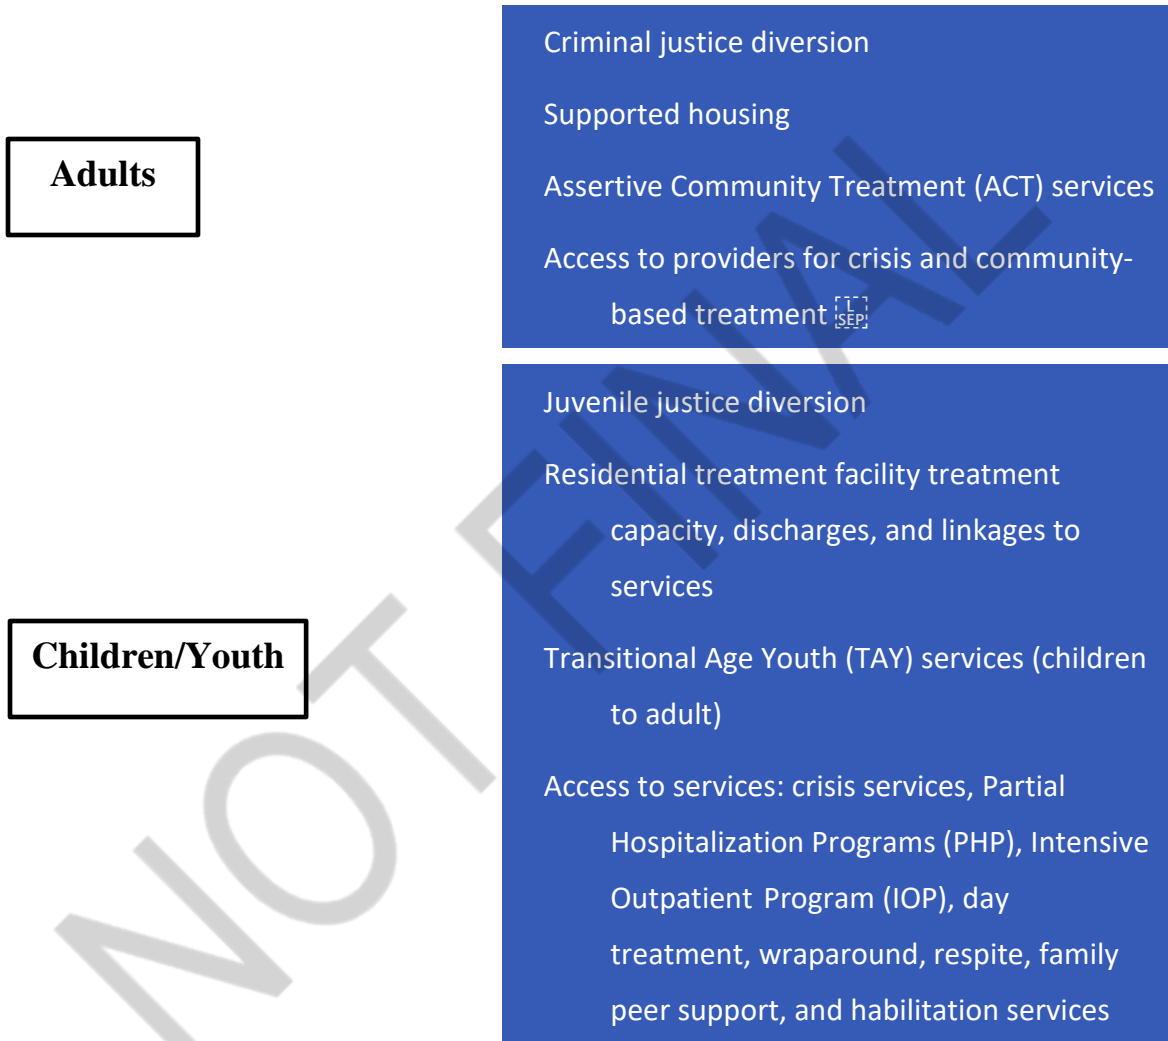 Adults
Criminal justice diversion
Supported housing
Assertive Community Treatment (ACT) services
Access to providers for crisis and community-
based treatment L SEP
Children/Youth
Juvenile justice diversion
Residential treatment facility treatment
capacity, discharges, and linkages to
services
Transitional Age Youth (TAY) services (children
to adult)
Access to services: crisis services, Partial
Hospitalization Programs (PHP), Intensive
Outpatient Program (IOP), day
treatment, wraparound, respite, family
peer support, and habilitation services
NOT FINAL